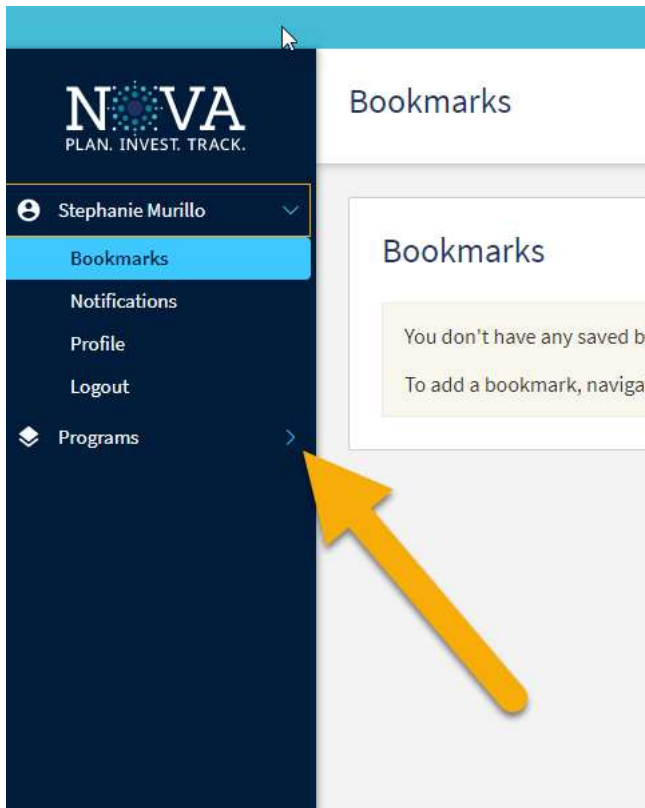 NOVA
PLAN. INVEST. TRACK.
Stephanie Murillo
Bookmarks
Notifications
Profile
Logout
Programs
Bookmarks
Bookmarks
You don't have any saved b
To add a bookmark, naviga